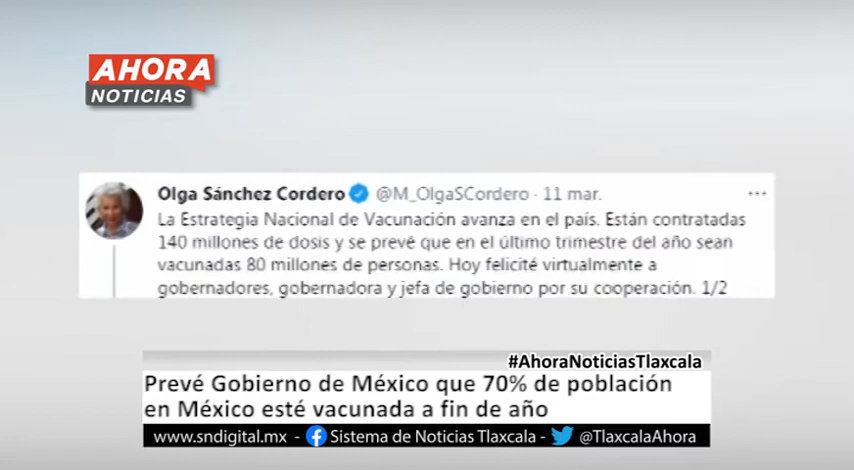 AHORA
NOTICIAS
Olga Sánchez Cordero @M_OlgaSCordero · 11 mar.
La Estrategia Nacional de Vacunación avanza en el país. Están contratadas
140 millones de dosis y se prevé que en el último trimestre del año sean
vacunadas 80 millones de personas. Hoy felicité virtualmente a
gobernadores, gobernadora y jefa de gobierno por su cooperación. 1/2
#AhoraNoticiasTlaxcala
Prevé Gobierno de México que 70% de población
en México esté vacunada a fin de año
www.sndigital.mx - Sistema de Noticias Tlaxcala - @TlaxcalaAhora